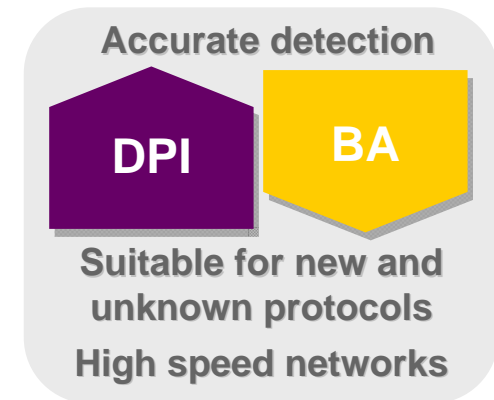 Accurate detection
DPI
BA
Suitable for new and
unknown protocols
High speed networks